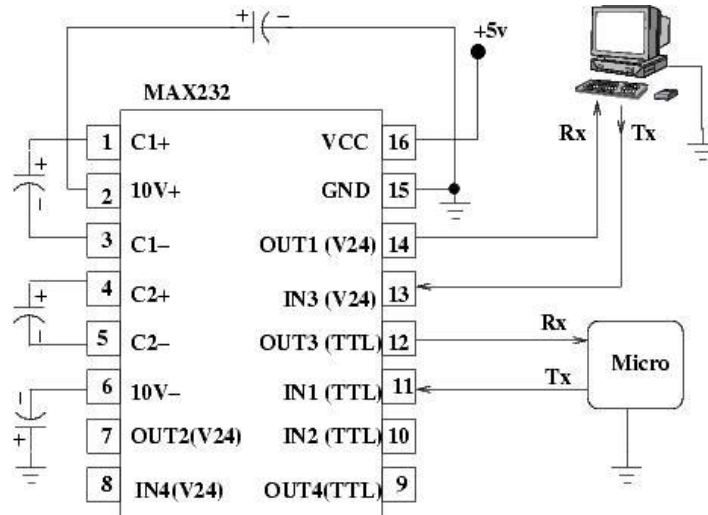 + −
+5v
MAX232
1 C1+ VCC 16
Rx Tx
+
−
2 10V+ GND 15
3 C1− OUT1 (V24) 14
4 C2+ IN3 (V24) 13
+
−
5 C2− OUT3 (TTL) 12
Rx
Micro
Tx
6 10V− IN1 (TTL) 11
−
+
7 OUT2(V24) IN2 (TTL) 10
8 IN4(V24) OUT4(TTL) 9